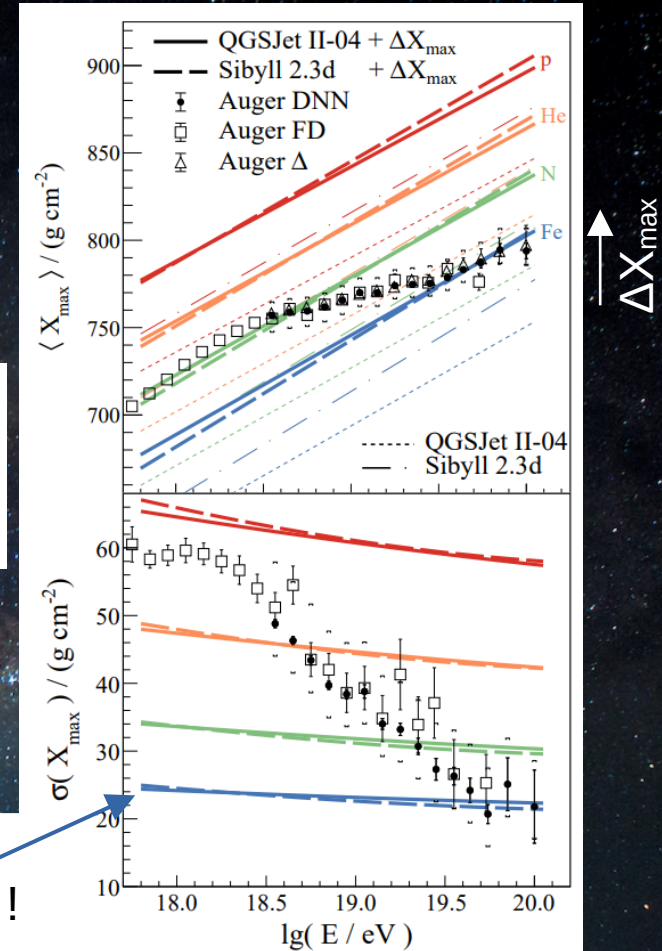 QGSJet II-04 + ΔXmax
Sibyll 2.3d + ΔXmax
Auger DNN
Auger FD
Auger Δ
p
He
N
Fe
900
850
800
750
700
⟨ Xmax ⟩ / (g cm-2)
QGSJet II-04
Sibyll 2.3d
ΔXmax
60
50
40
30
20
10
σ( Xmax ) / (g cm-2)
!
18.0 18.5 19.0 19.5 20.0
lg( E / eV )